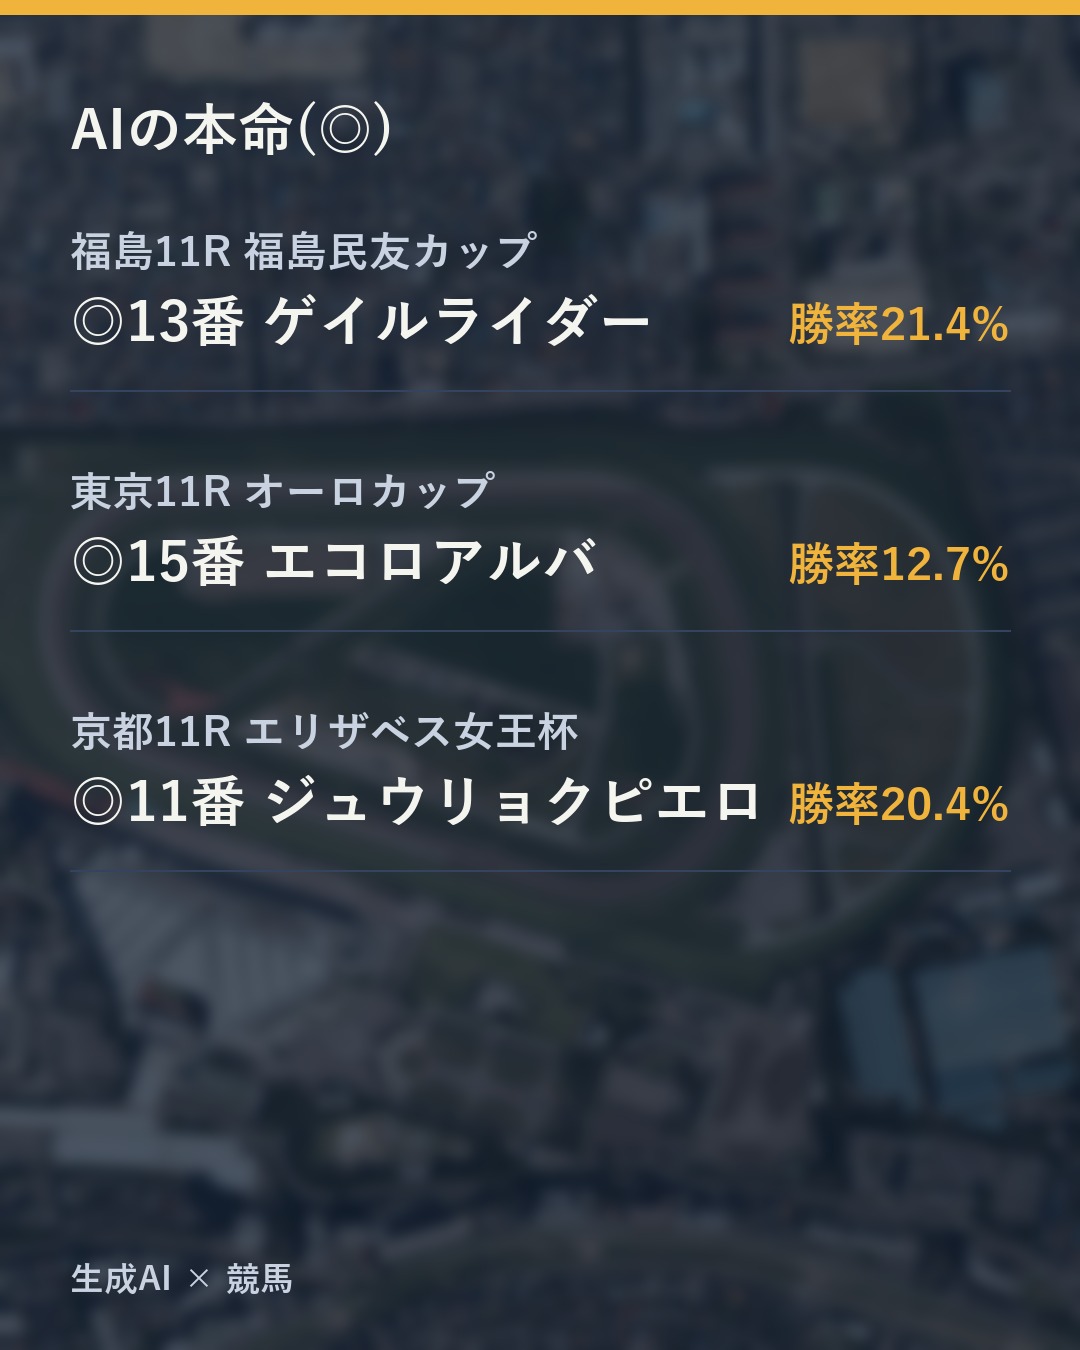 AIの本命(◎)
福島11R 福島民友カップ
◎13番 ゲイルライダー 勝率21.4%
東京11R オーロカップ
◎15番 エコロアルバ 勝率12.7%
京都11R エリザベス女王杯
◎11番 ジュウリョクピエロ 勝率20.4%
生成AI × 競馬